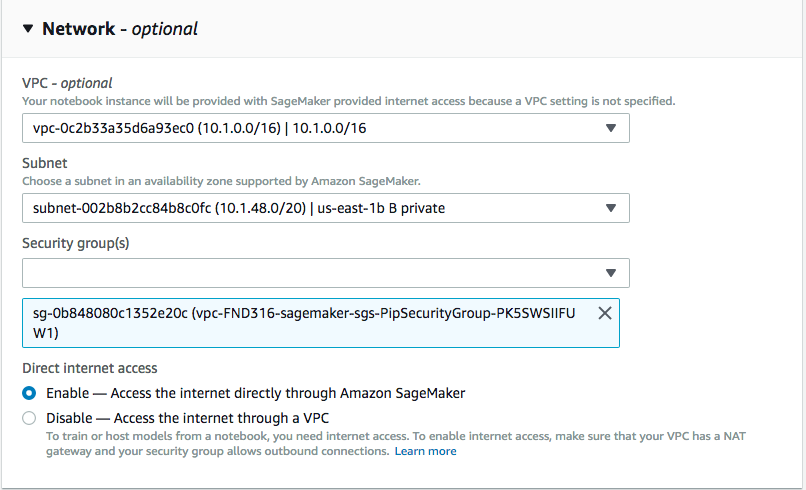 Network - optional
VPC - optional
Your notebook instance will be provided with SageMaker provided internet access because a VPC setting is not specified.
vpc-0c2b33a35d6a93ec0 (10.1.0.0/16) | 10.1.0.0/16
Subnet
Choose a subnet in an availability zone supported by Amazon SageMaker.
subnet-002b8b2cc84b8c0fc (10.1.48.0/20) | us-east-1b B private
Security group(s)
sg-0b848080c1352e20c (vpc-FND316-sagemaker-sgs-PipSecurityGroup-PK5SWSIIFU
W1)
Direct internet access
Enable — Access the internet directly through Amazon SageMaker
Disable — Access the internet through a VPC
To train or host models from a notebook, you need internet access. To enable internet access, make sure that your VPC has a NAT
gateway and your security group allows outbound connections. Learn more